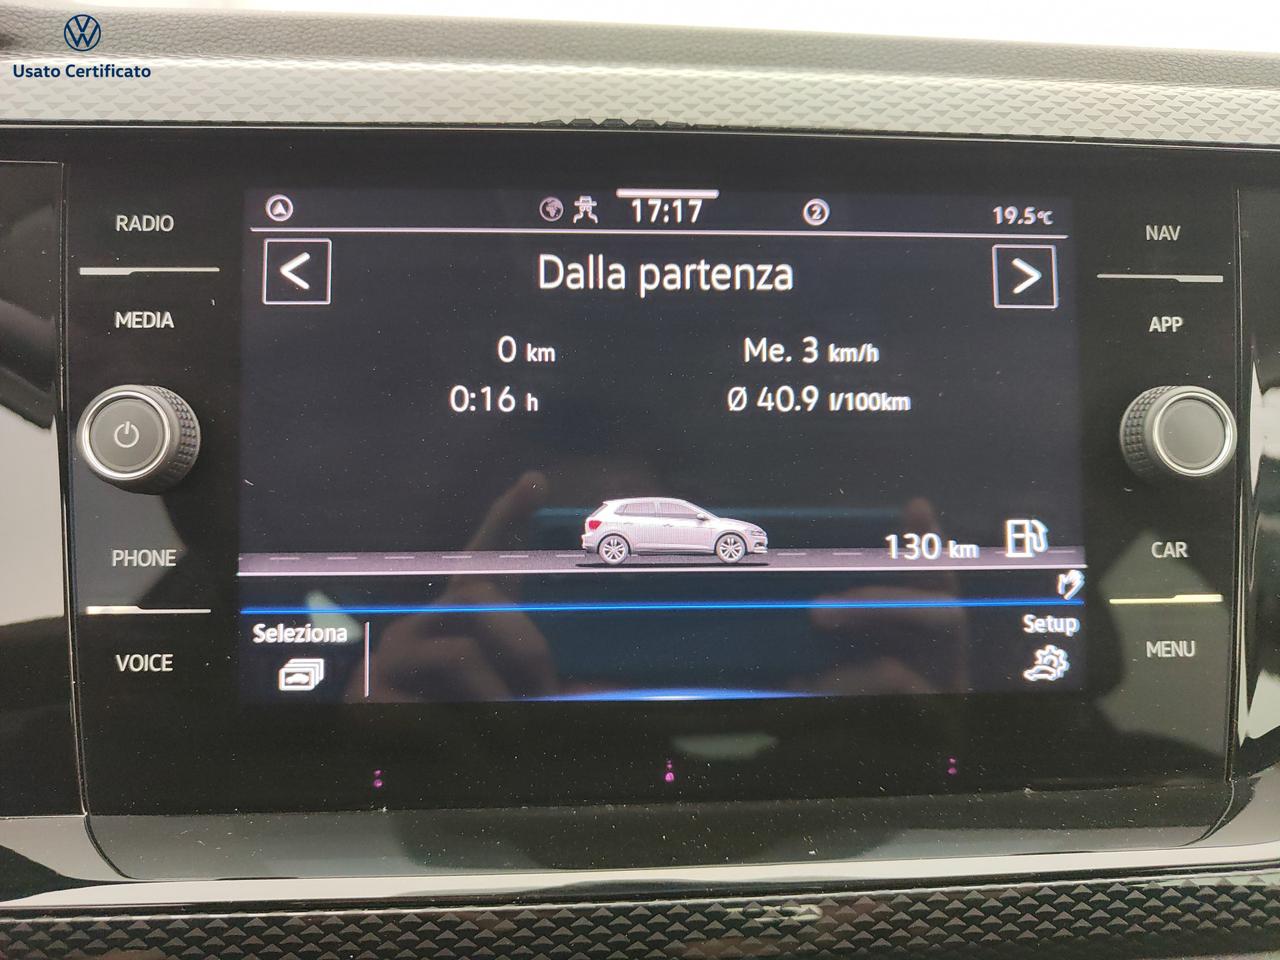 Usato Certificato
RADIO
MEDIA
PHONE
VOICE
17:17
2
19.5°C
< Dalla partenza >
0 km
Me. 3 km/h
0:16 h
Ø 40.9 l/100km
130 km
Seleziona
Setup
NAV
APP
CAR
MENU